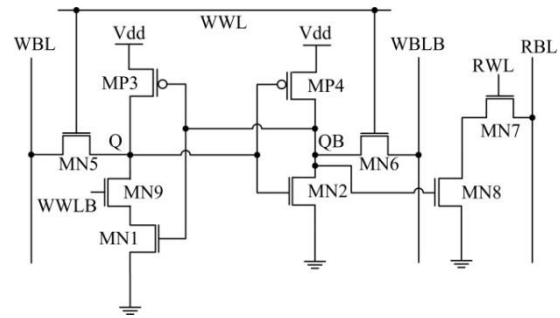 WWL
WBL
Vdd
Vdd
WBLB
RBL
MP3
MP4
RWL
MN7
Q
QB
MN5
MN6
MN9
MN2
MN8
WWLB
MN1